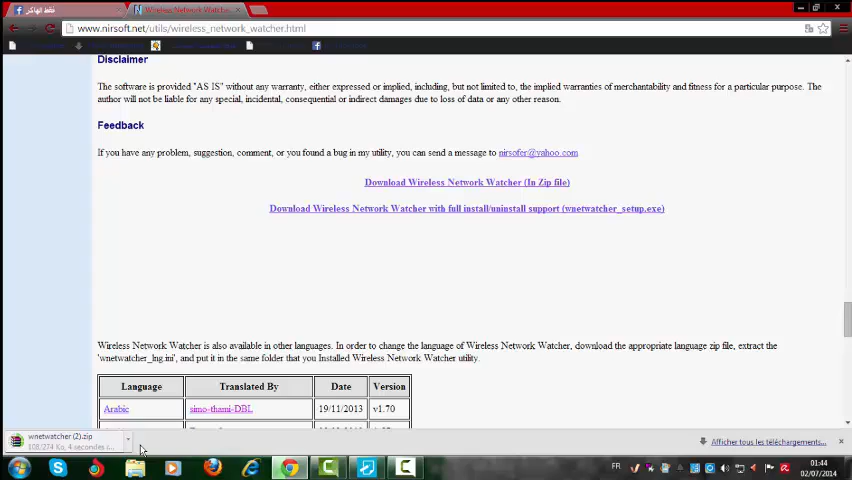 فقط الهاكر
Wireless Network Watcher
www.nirsoft.net/utils/wireless_network_watcher.html
Disclaimer
The software is provided "AS IS" without any warranty, either expressed or implied, including, but not limited to, the implied warranties of merchantability and fitness for a particular purpose. The
author will not be liable for any special, incidental, consequential or indirect damages due to loss of data or any other reason.
Feedback
If you have any problem, suggestion, comment, or you found a bug in my utility, you can send a message to nirsofer@yahoo.com
Download Wireless Network Watcher (In Zip file)
Download Wireless Network Watcher with full install/uninstall support (wnetwatcher_setup.exe)
Wireless Network Watcher is also available in other languages. In order to change the language of Wireless Network Watcher, download the appropriate language zip file, extract the
'wnetwatcher_lng.ini', and put it in the same folder that you Installed Wireless Network Watcher utility.
Language Translated By Date Version
Arabic simo-thami-DBL 19/11/2013 v1.70
wnetwatcher (2).zip
108/274 Ko, 4 secondes
Afficher tous les téléchargements...
FR
01:44
02/07/2014